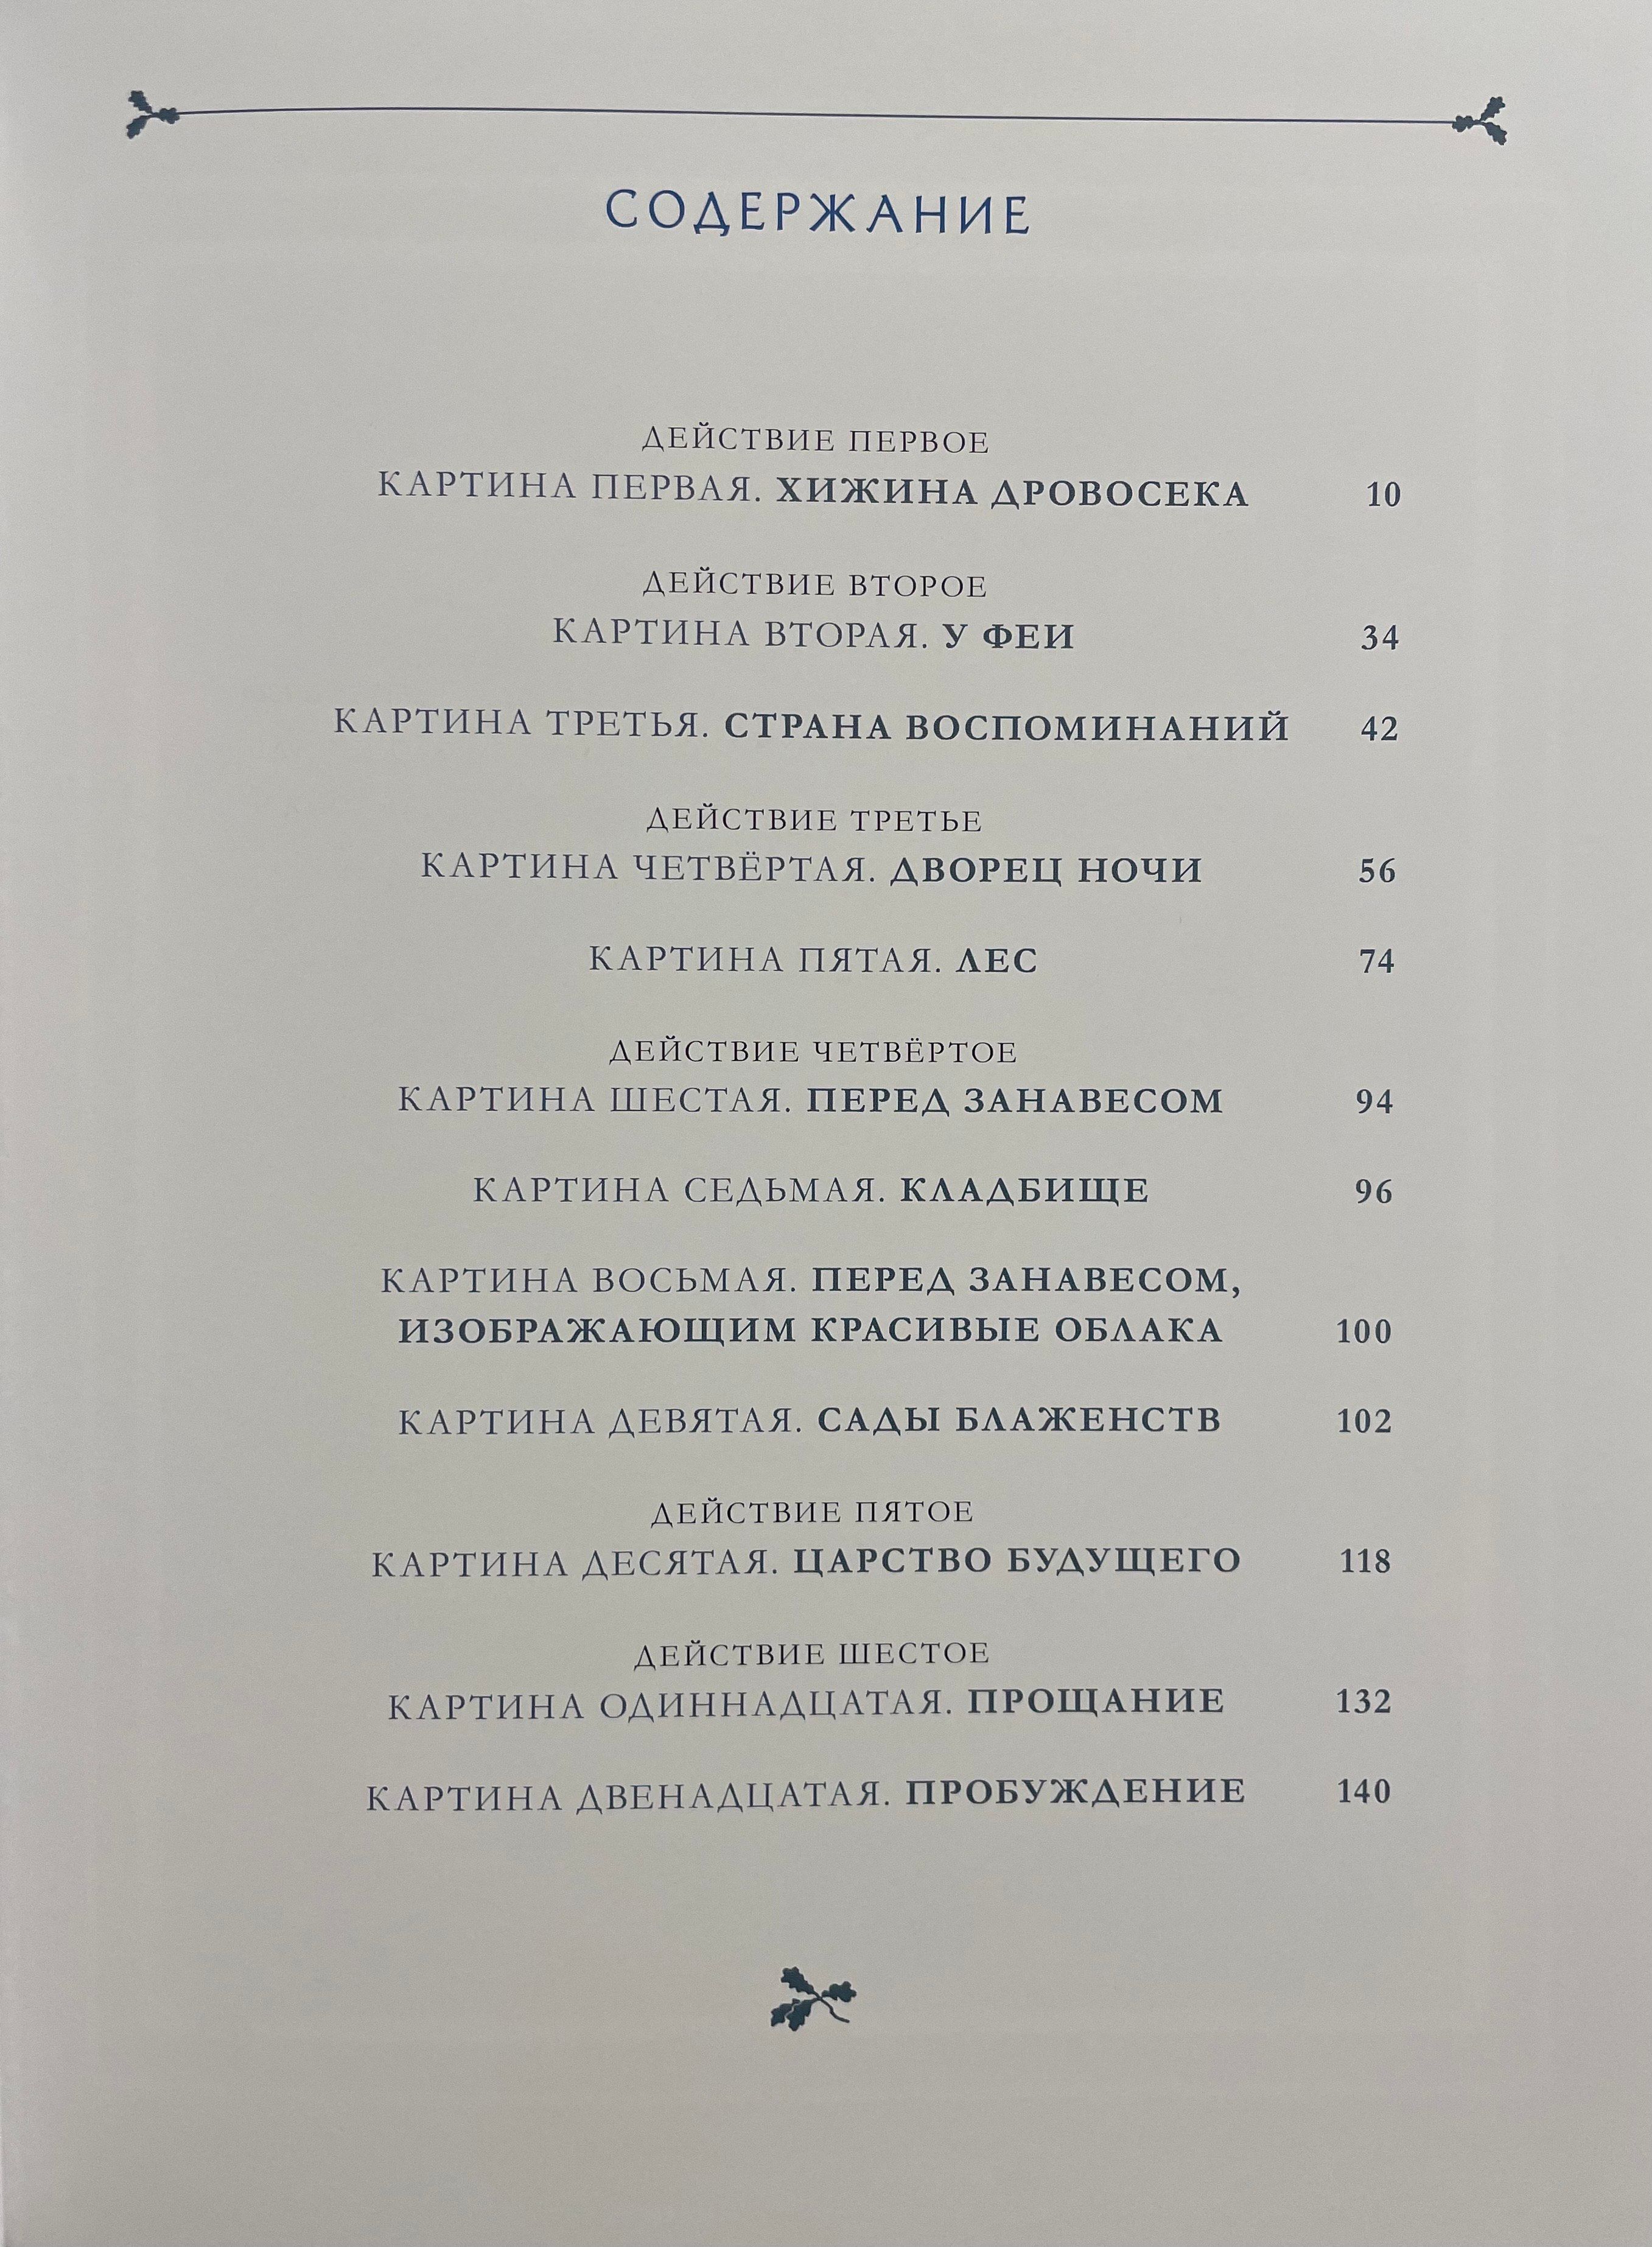 СОДЕРЖАНИЕ
ДЕЙСТВИЕ ПЕРВОЕ
КАРТИНА ПЕРВАЯ. ХИЖИНА ДРОВОСЕКА 10
ДЕЙСТВИЕ ВТОРОЕ
КАРТИНА ВТОРАЯ. У ФЕИ 34
КАРТИНА ТРЕТЬЯ. СТРАНА ВОСПОМИНАНИЙ 42
ДЕЙСТВИЕ ТРЕТЬЕ
КАРТИНА ЧЕТВЁРТАЯ. ДВОРЕЦ НОЧИ 56
КАРТИНА ПЯТАЯ. ЛЕС 74
ДЕЙСТВИЕ ЧЕТВЁРТОЕ
КАРТИНА ШЕСТАЯ. ПЕРЕД ЗАНАВЕСОМ 94
КАРТИНА СЕДЬМАЯ. КЛАДБИЩЕ 96
КАРТИНА ВОСЬМАЯ. ПЕРЕД ЗАНАВЕСОМ,
ИЗОБРАЖАЮЩИМ КРАСИВЫЕ ОБЛАКА 100
КАРТИНА ДЕВЯТАЯ. САДЫ БЛАЖЕНСТВ 102
ДЕЙСТВИЕ ПЯТОЕ
КАРТИНА ДЕСЯТАЯ. ЦАРСТВО БУДУЩЕГО 118
ДЕЙСТВИЕ ШЕСТОЕ
КАРТИНА ОДИННАДЦАТАЯ. ПРОЩАНИЕ 132
КАРТИНА ДВЕНАДЦАТАЯ. ПРОБУЖДЕНИЕ 140